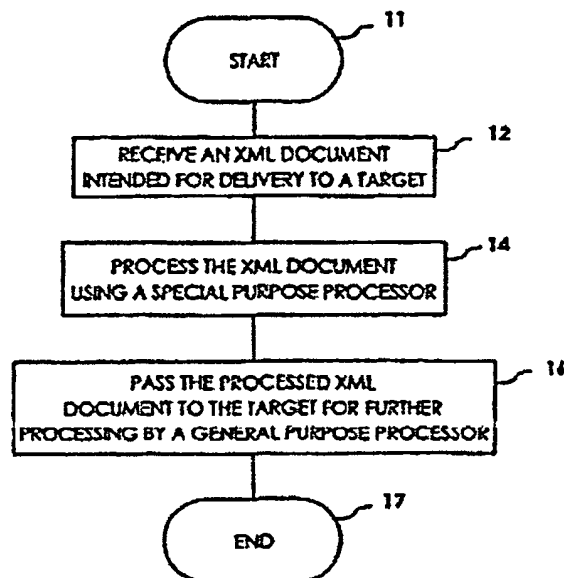 11
START
12
RECEIVE AN XML DOCUMENT
INTENDED FOR DELIVERY TO A TARGET
14
PROCESS THE XML DOCUMENT
USING A SPECIAL PURPOSE PROCESSOR
16
PASS THE PROCESSED XML
DOCUMENT TO THE TARGET FOR FURTHER
PROCESSING BY A GENERAL PURPOSE PROCESSOR
17
END